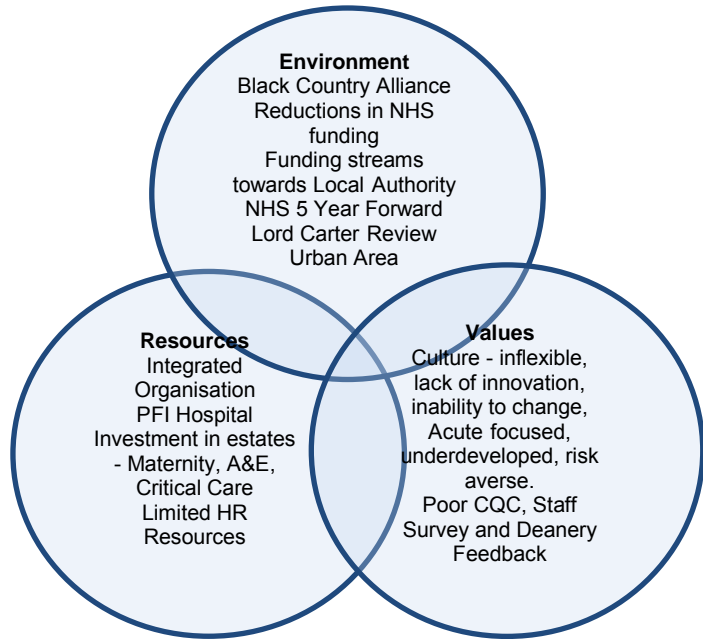 Environment
Black Country Alliance
Reductions in NHS
funding
Funding streams
towards Local Authority
NHS 5 Year Forward
Lord Carter Review
Urban Area
Resources
Integrated
Organisation
PFI Hospital
Investment in estates
- Maternity, A&E,
Critical Care
Limited HR
Resources
Values
Culture - inflexible,
lack of innovation,
inability to change,
Acute focused,
underdeveloped, risk
averse.
Poor CQC, Staff
Survey and Deanery
Feedback